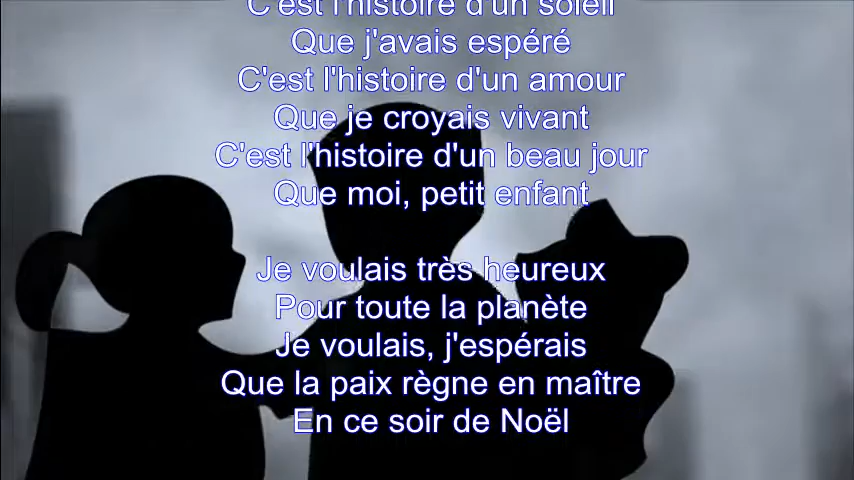 C'est l'histoire d'un soleil
Que j'avais espéré
C'est l'histoire d'un amour
Que je croyais vivant
C'est l'histoire d'un beau jour
Que moi, petit enfant
Je voulais très heureux
Pour toute la planète
Je voulais, j'espérais
Que la paix règne en maître
En ce soir de Noël